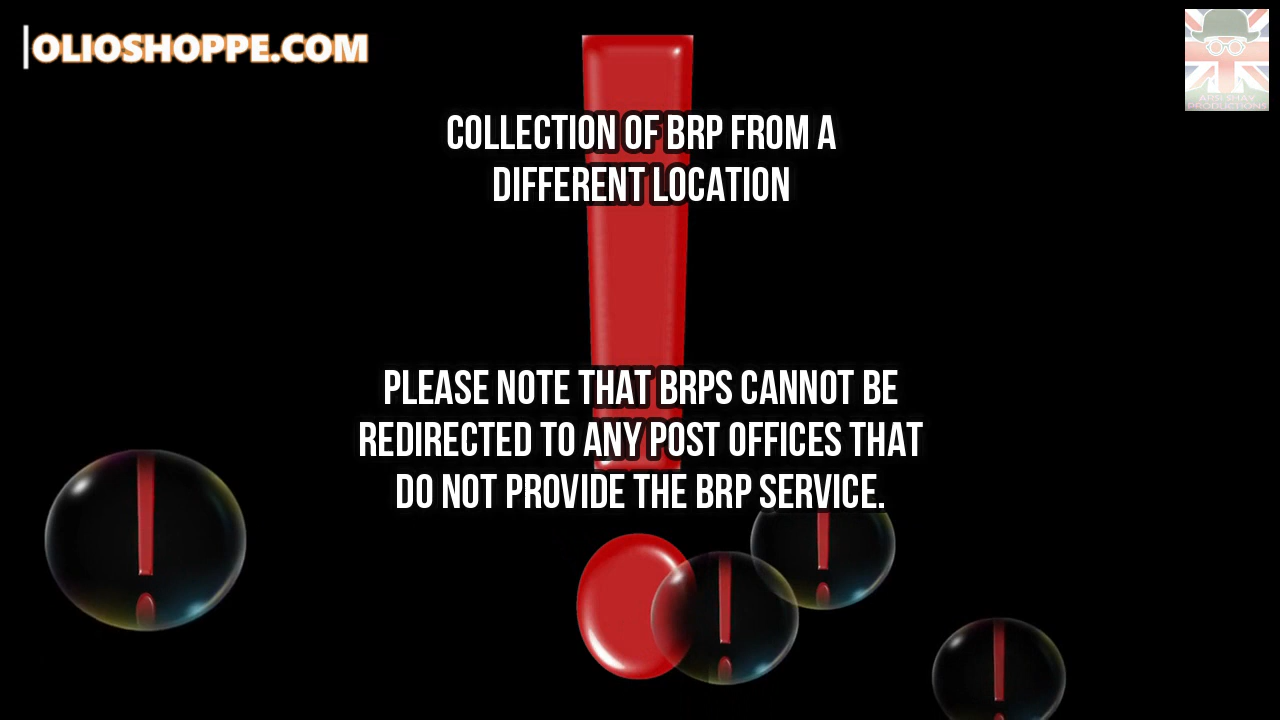 |OLIOSHOPPE.COM
COLLECTION OF BRP FROM A
DIFFERENT LOCATION
PLEASE NOTE THAT BRPS CANNOT BE
REDIRECTED TO ANY POST OFFICES THAT
DO NOT PROVIDE THE BRP SERVICE.
PRODUCTIONS